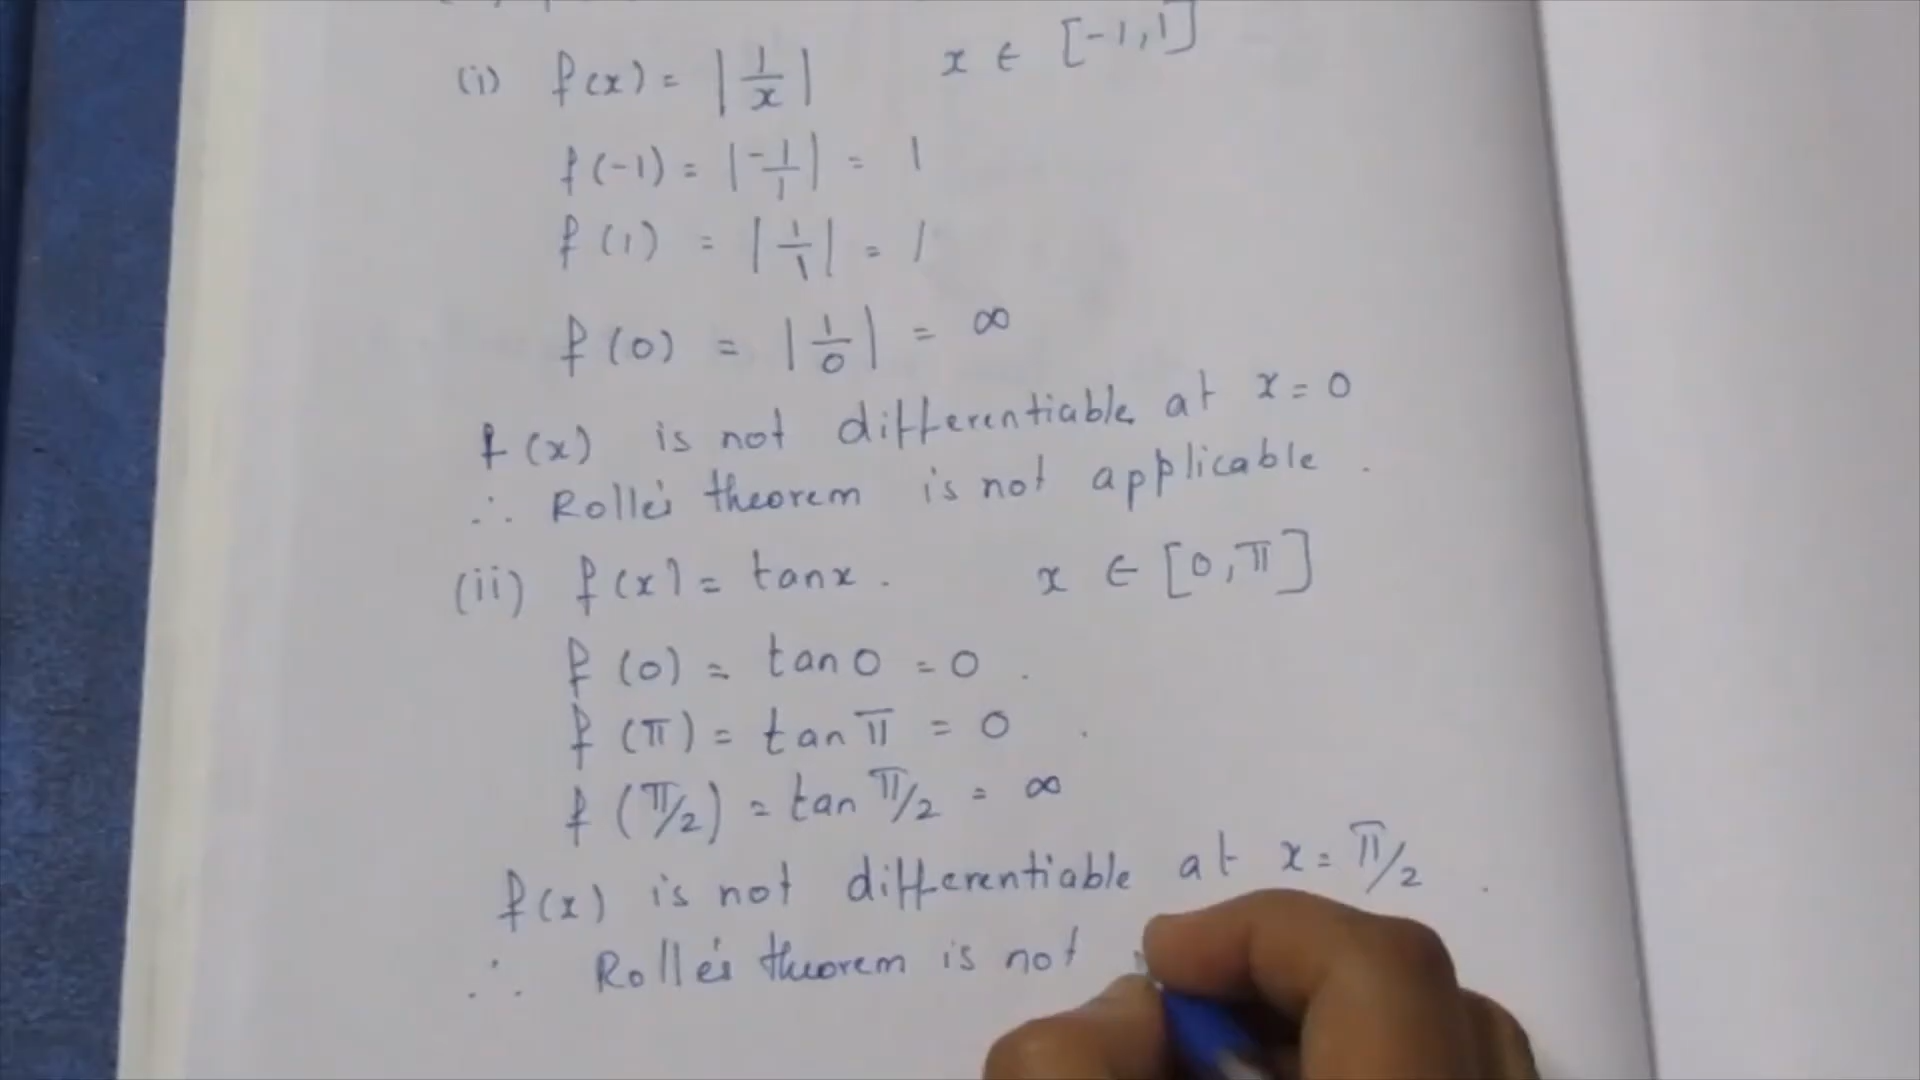 (i) f(x) = |1/x| x ∈ [-1,1]
f(-1) = |-1/1| = 1
f(1) = |1/1| = 1
f(0) = |1/0| = ∞
f(x) is not differentiable at x = 0
∴ Rolle's theorem is not applicable.
(ii) f(x) = tanx. x ∈ [0,π]
f(0) = tan 0 = 0.
f(π) = tan π = 0.
f(π/2) = tan π/2 = ∞
f(x) is not differentiable at x = π/2.
∴ Rolle's theorem is not